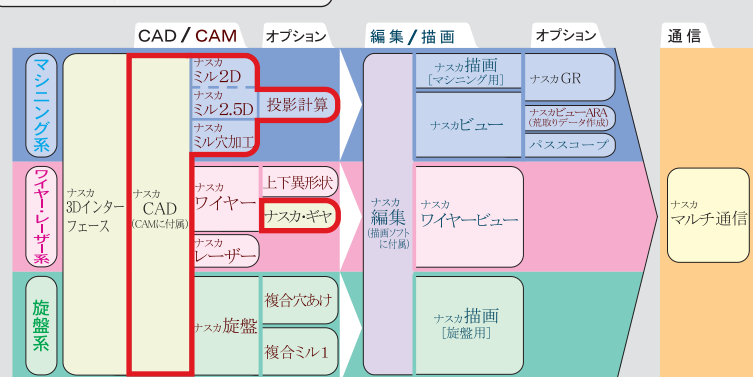 CAD/CAM
オプション
編集/描画
オプション
通信
マシニング系
ナスカ
3Dインター
フェース
ナスカ
CAD
(CAMに付属)
ナスカ
ミル2D
ナスカ
ミル2.5D
ナスカ
ミル穴加工
投影計算
ナスカ
編集
(描画ソフト
に付属)
ナスカ描画
[マシニング用]
ナスカビュー
ナスカGR
ナスカビューARA
(荒取りデータ作成)
パススコープ
ワイヤー・レーザー系
ナスカ
ワイヤー
ナスカ
レーザー
上下異形状
ナスカ・ギヤ
ナスカ
ワイヤービュー
ナスカ
マルチ通信
旋盤系
ナスカ旋盤
複合穴あけ
複合ミル1
ナスカ描画
[旋盤用]